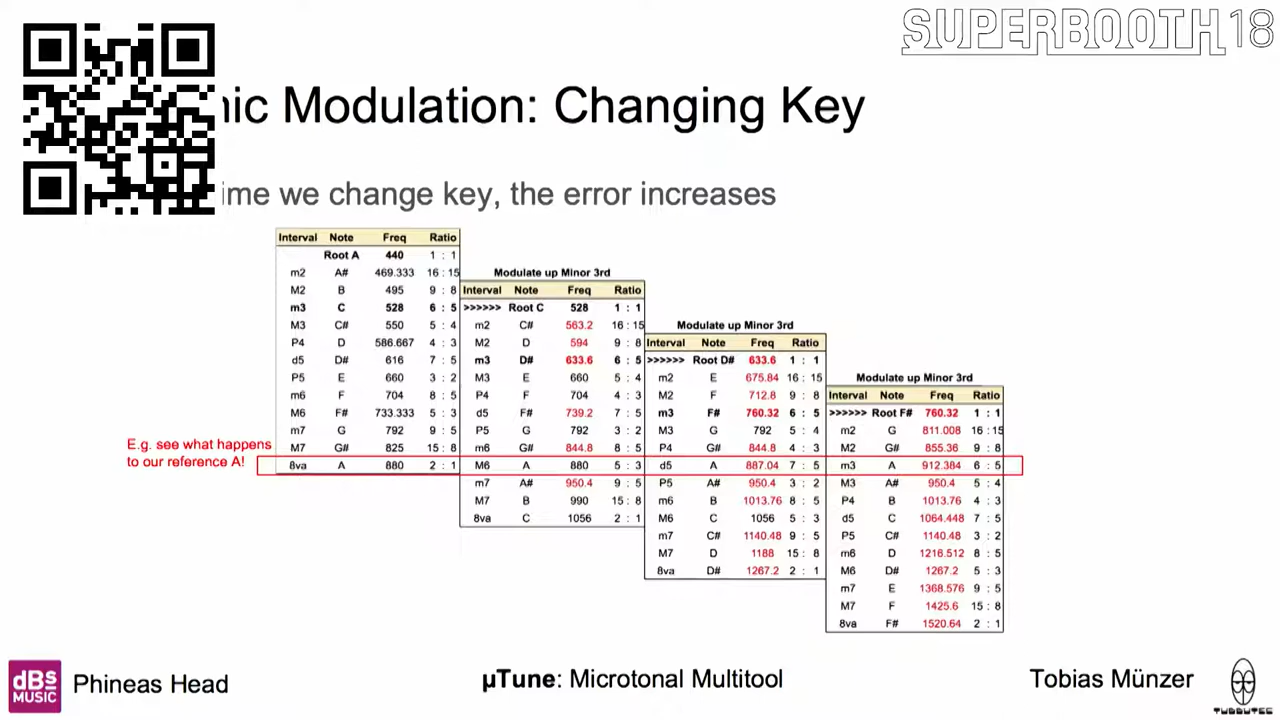 SUPERBOOTH18
nic Modulation: Changing Key
ime we change key, the error increases
Interval Note Freq Ratio
Root A 440 1 : 1
m2 A# 469.333 16 : 15
M2 B 495 9 : 8
m3 C 528 6 : 5
M3 C# 550 5 : 4
P4 D 586.667 4 : 3
d5 D# 616 7 : 5
P5 E 660 3 : 2
m6 F 704 8 : 5
M6 F# 733.333 5 : 3
m7 G 792 9 : 5
M7 G# 825 15 : 8
8va A 880 2 : 1
E.g. see what happens
to our reference A!
Modulate up Minor 3rd
Interval Note Freq Ratio
>>>>>> Root C 528 1 : 1
m2 C# 563.2 16 : 15
M2 D 594 9 : 8
m3 D# 633.6 6 : 5
M3 E 660 5 : 4
P4 F 704 4 : 3
d5 F# 739.2 7 : 5
P5 G 792 3 : 2
m6 G# 844.8 8 : 5
M6 A 880 5 : 3
m7 A# 950.4 9 : 5
M7 B 990 15 : 8
8va C 1056 2 : 1
Modulate up Minor 3rd
Interval Note Freq Ratio
>>>>>> Root D# 633.6 1 : 1
m2 E 675.84 16 : 15
M2 F 712.8 9 : 8
m3 F# 760.32 6 : 5
M3 G 792 5 : 4
P4 G# 844.8 4 : 3
d5 A 887.04 7 : 5
P5 A# 950.4 3 : 2
m6 B 1013.76 8 : 5
M6 C 1056 5 : 3
m7 C# 1140.48 9 : 5
M7 D 1188 15 : 8
8va D# 1267.2 2 : 1
Modulate up Minor 3rd
Interval Note Freq Ratio
>>>>>> Root F# 760.32 1 : 1
m2 G 811.008 16 : 15
M2 G# 855.36 9 : 8
m3 A 912.384 6 : 5
M3 A# 950.4 5 : 4
P4 B 1013.76 4 : 3
d5 C 1064.448 7 : 5
P5 C# 1140.48 3 : 2
m6 D 1216.512 8 : 5
M6 D# 1267.2 5 : 3
m7 E 1368.576 9 : 5
M7 F 1425.6 15 : 8
8va F# 1520.64 2 : 1
dBs
MUSIC
Phineas Head
µTune: Microtonal Multitool
Tobias Münzer
TUBBUTEC